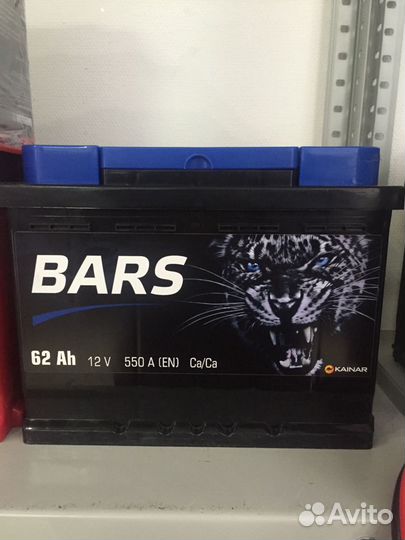 BARS
62 Ah 12 V 550 A (EN) Ca/Ca
KAINAR
Avito